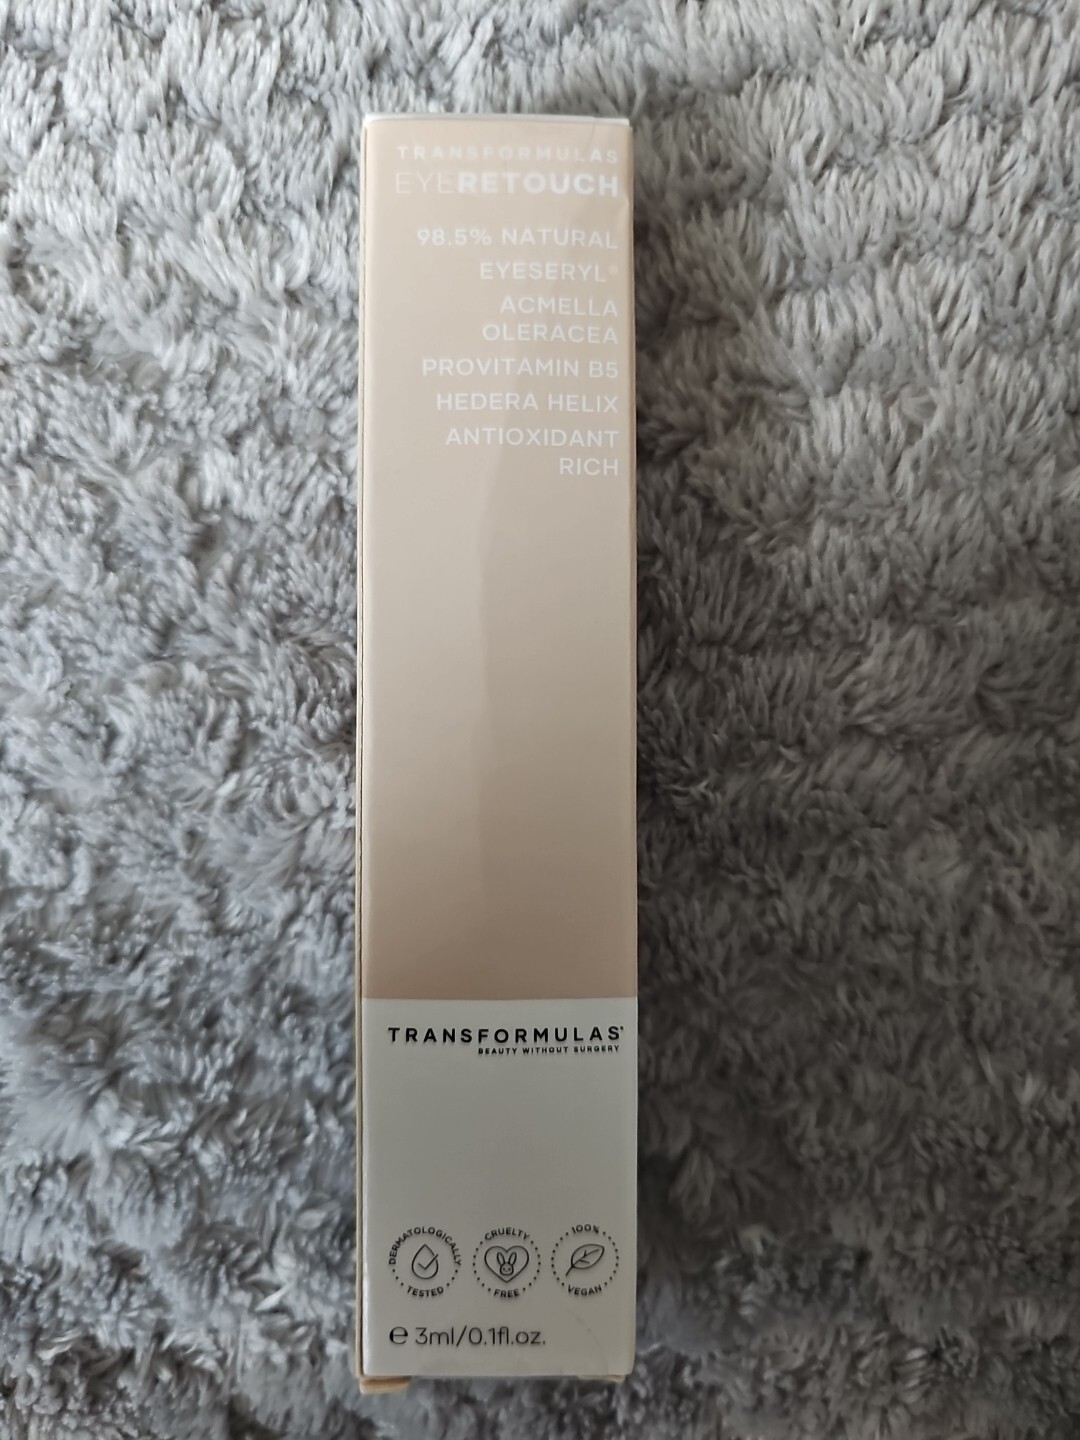 TRANSFORMULAS
EYERETOUCH
98.5% NATURAL
EYESERYL®
ACMELLA
OLERACEA
PROVITAMIN B5
HEDERA HELIX
ANTIOXIDANT
RICH
TRANSFORMULAS®
BEAUTY WITHOUT SURGERY
DERMATOLOGICALLY
TESTED
CRUELTY
FREE
100%
VEGAN
℮ 3ml/0.1fl.oz.